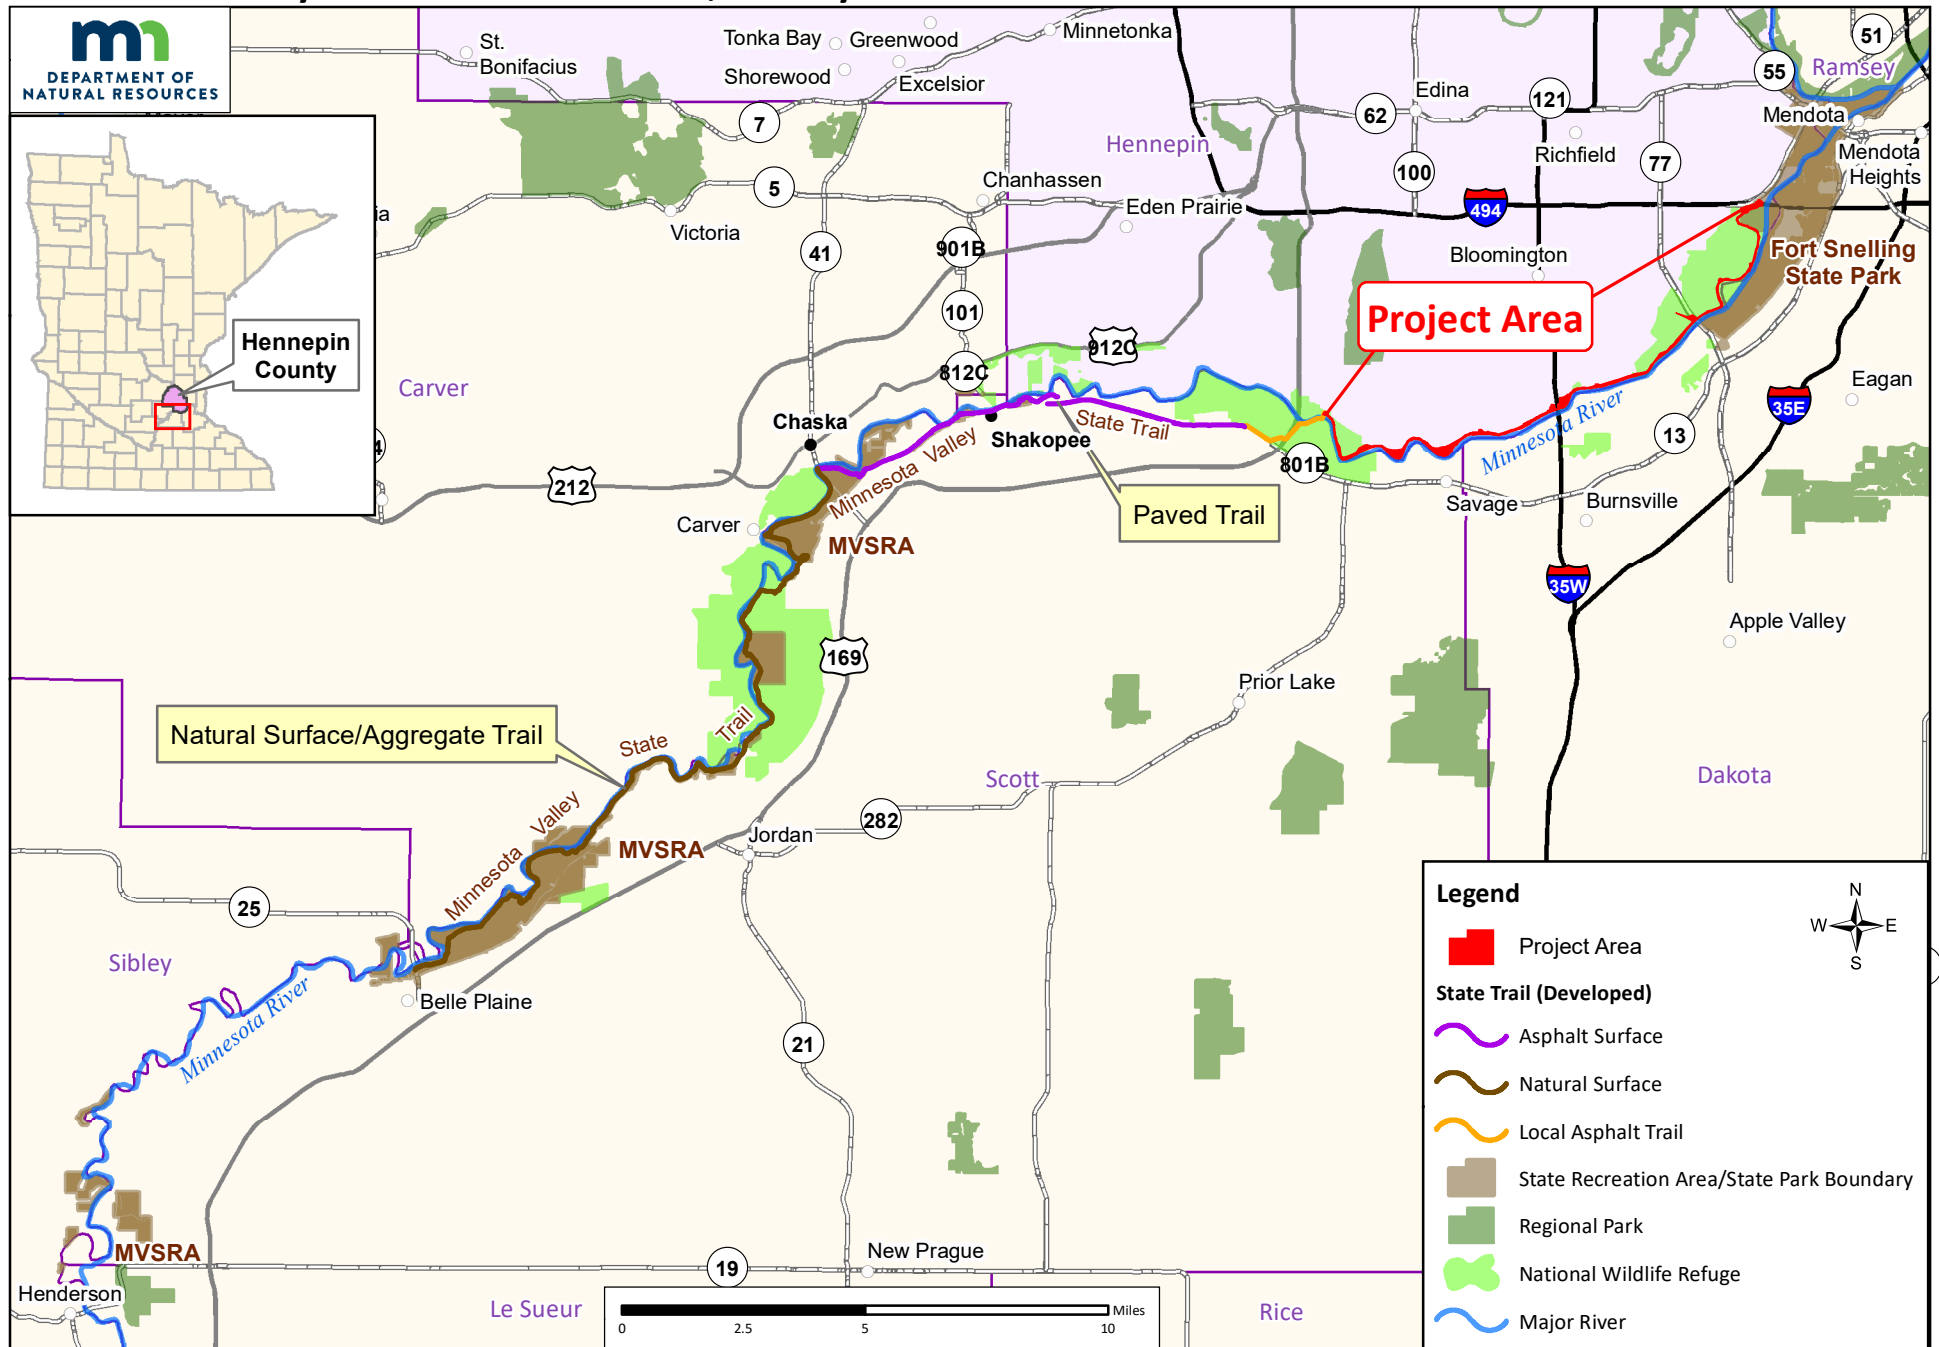 mn
DEPARTMENT OF
NATURAL RESOURCES
St.
Bonifacius
Tonka Bay
Greenwood
Minnetonka
Shorewood
Excelsior
51
55
Ramsey
7
62
Edina
121
Mendota
Hennepin
Richfield
Mendota
Heights
77
100
5
Chanhassen
Eden Prairie
494
ia
Victoria
41
901B
Bloomington
Fort Snelling
State Park
Hennepin
County
101
Project Area
912C
812C
Carver
Eagan
35E
Chaska
Shakopee
State Trail
Minnesota River
13
Minnesota Valley
801B
4
212
Savage
Burnsville
Paved Trail
Carver
MVSRA
35W
Apple Valley
169
Prior Lake
Natural Surface/Aggregate Trail
State
Trail
Scott
Dakota
Valley
282
Jordan
MVSRA
Minnesota
25
Sibley
Belle Plaine
Minnesota River
21
MVSRA
New Prague
19
Henderson
Le Sueur
Rice
Miles
0
2.5
5
10
Legend
N
W
E
S
Project Area
State Trail (Developed)
Asphalt Surface
Natural Surface
Local Asphalt Trail
State Recreation Area/State Park Boundary
Regional Park
National Wildlife Refuge
Major River